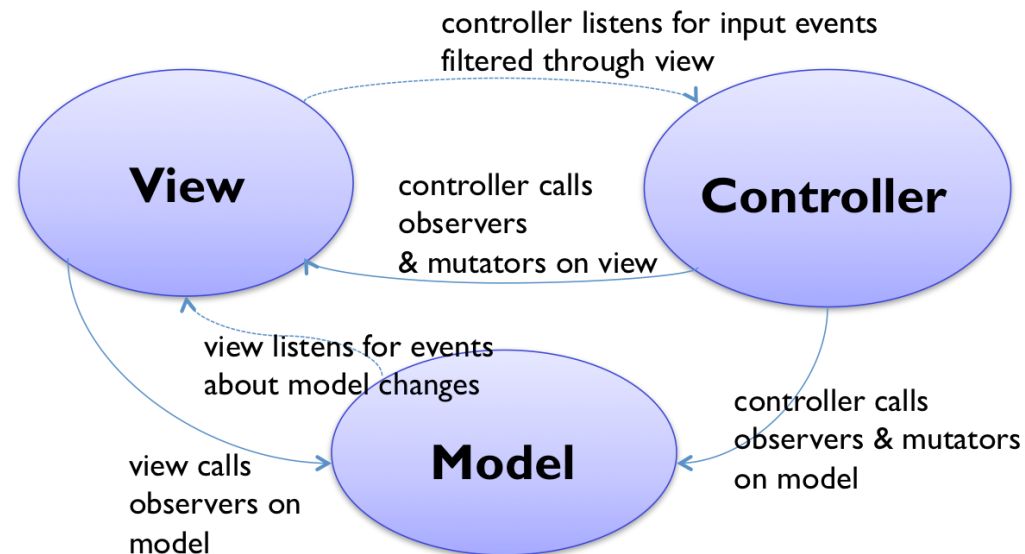 controller listens for input events
filtered through view
View
Controller
controller calls
observers
& mutators on view
view listens for events
about model changes
Model
controller calls
observers & mutators
on model
view calls
observers on
model